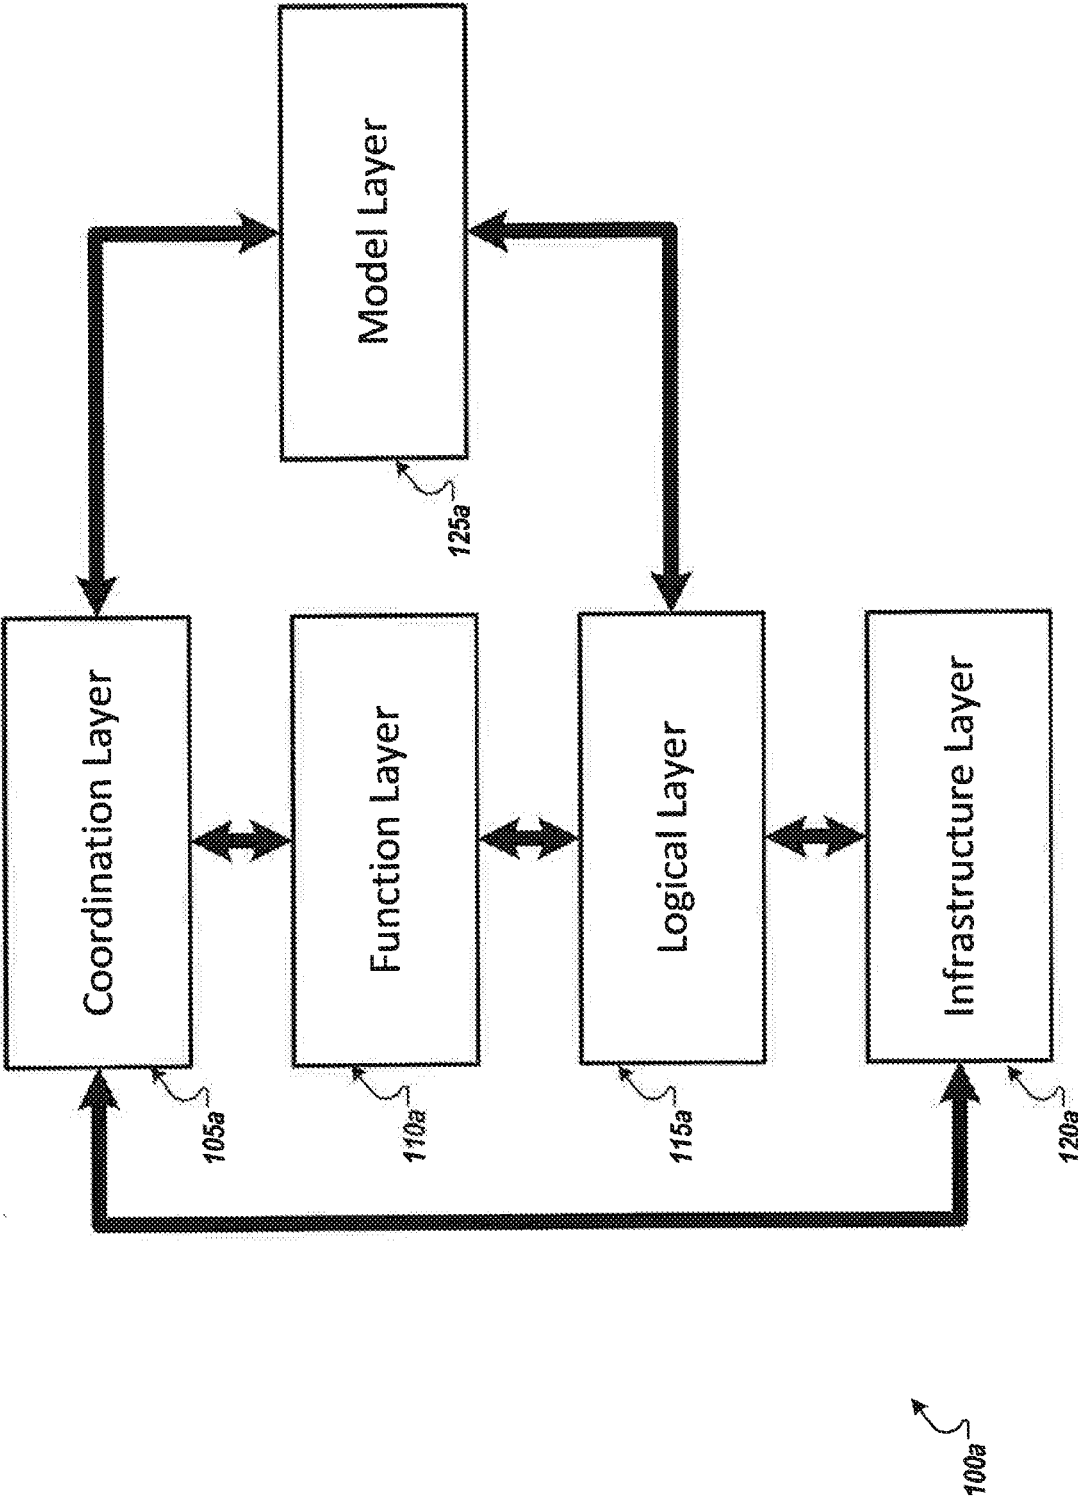 Coordination Layer
105a
Function Layer
110a
Model Layer
125a
Logical Layer
115a
Infrastructure Layer
120a
100a